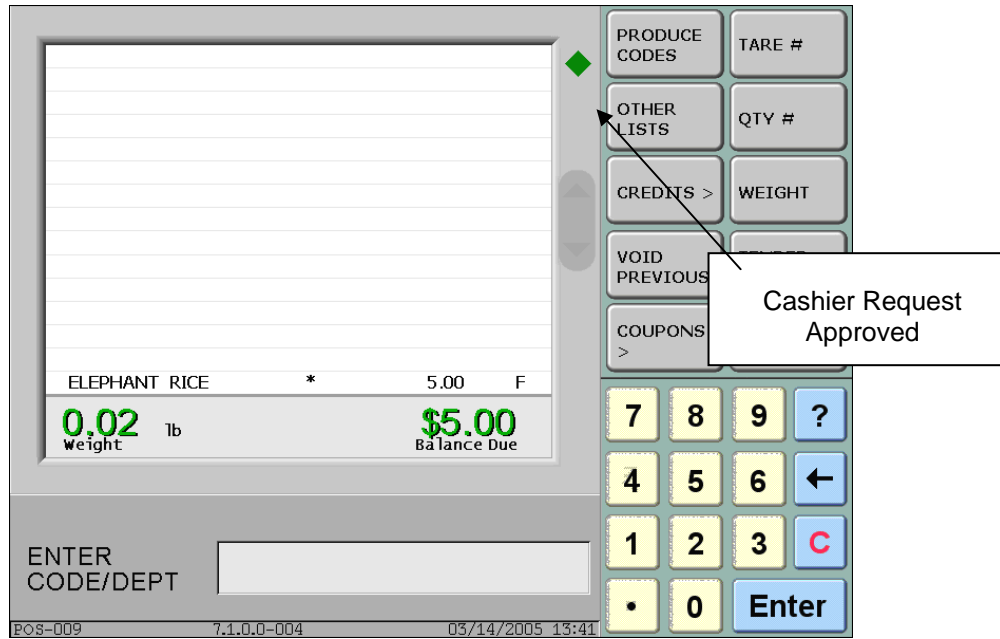 PRODUCE
CODES
TARE #
OTHER
LISTS
QTY #
CREDITS >
WEIGHT
VOID
PREVIOUS
Cashier Request
Approved
COUPONS
>
ELEPHANT RICE * 5.00 F
0.02 lb $5.00
Weight Balance Due
7 8 9 ?
4 5 6 ←
1 2 3 C
. 0 Enter
ENTER
CODE/DEPT
POS-009 7.1.0.0-004 03/14/2005 13:41